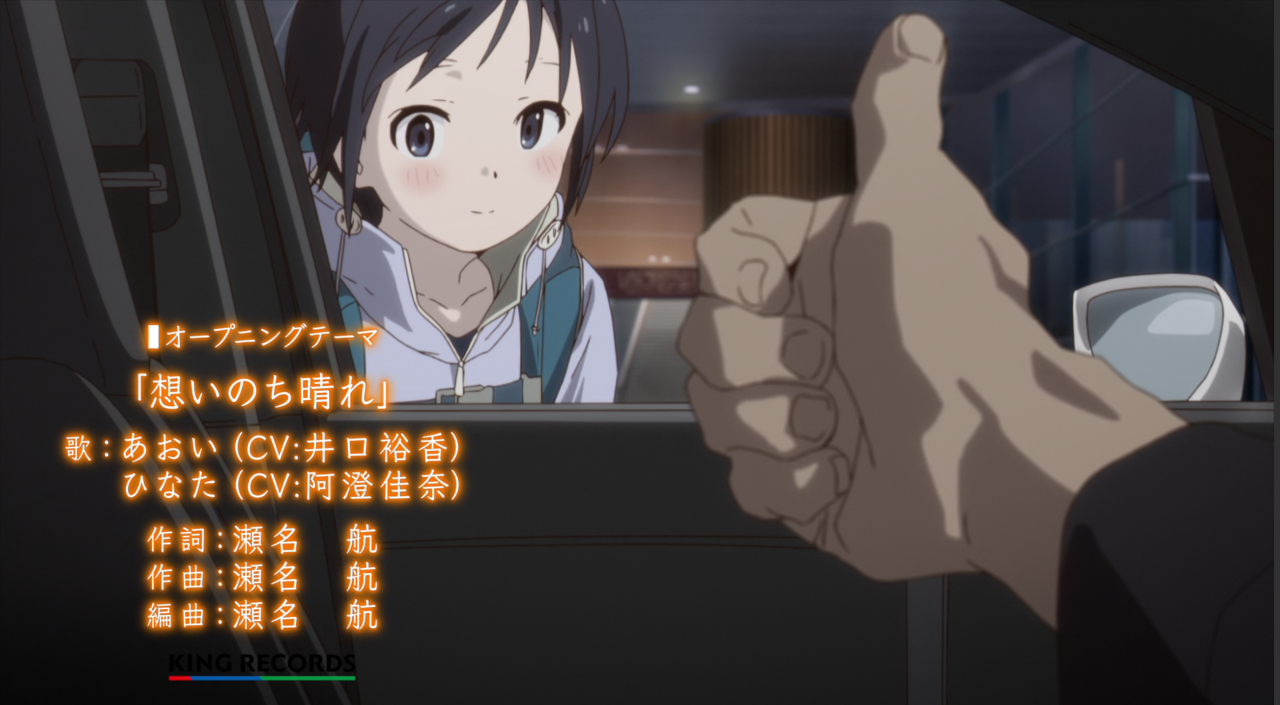 ▮オープニングテーマ
「想いのち晴れ」
歌：あおい（CV:井口裕香）
ひなた（CV:阿澄佳奈）
作詞：瀬名　航
作曲：瀬名　航
編曲：瀬名　航
KING RECORDS